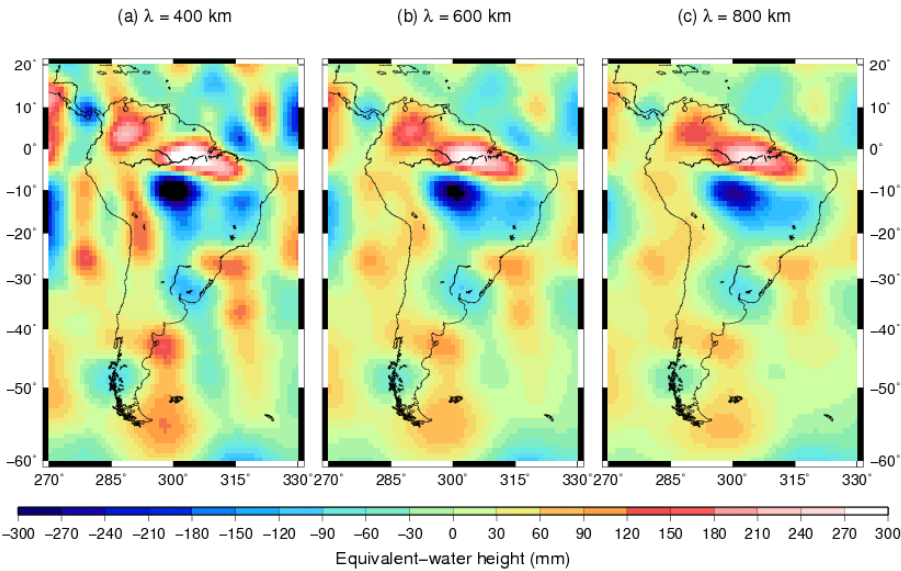 (a) λ = 400 km (b) λ = 600 km (c) λ = 800 km
20° 20°
10° 10°
0° 0°
−10° −10°
−20° −20°
−30° −30°
−40° −40°
−50° −50°
−60° −60°
270 285 300 315 330° 270 285 300 315 330° 270 285 300 315 330°
−300 −270 −240 −210 −180 −150 −120 −90 −60 −30 0 30 60 90 120 150 180 210 240 270 300
Equivalent−water height (mm)